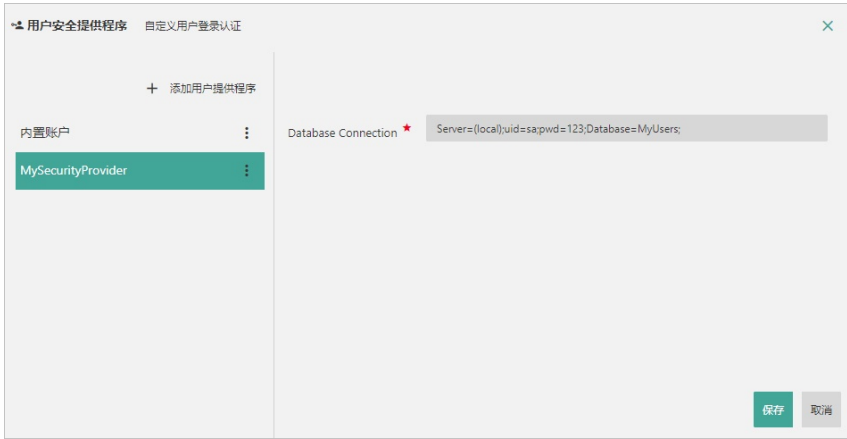 用户安全提供程序 自定义用户登录认证
+ 添加用户提供程序
内置账户
MySecurityProvider
Database Connection ★ Server=(local);uid=sa;pwd=123;Database=MyUsers;
保存 取消